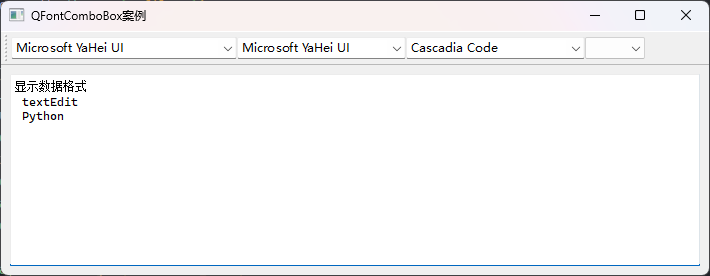 QFontComboBox案例
Microsoft YaHei UI Microsoft YaHei UI Cascadia Code
显示数据格式
textEdit
Python